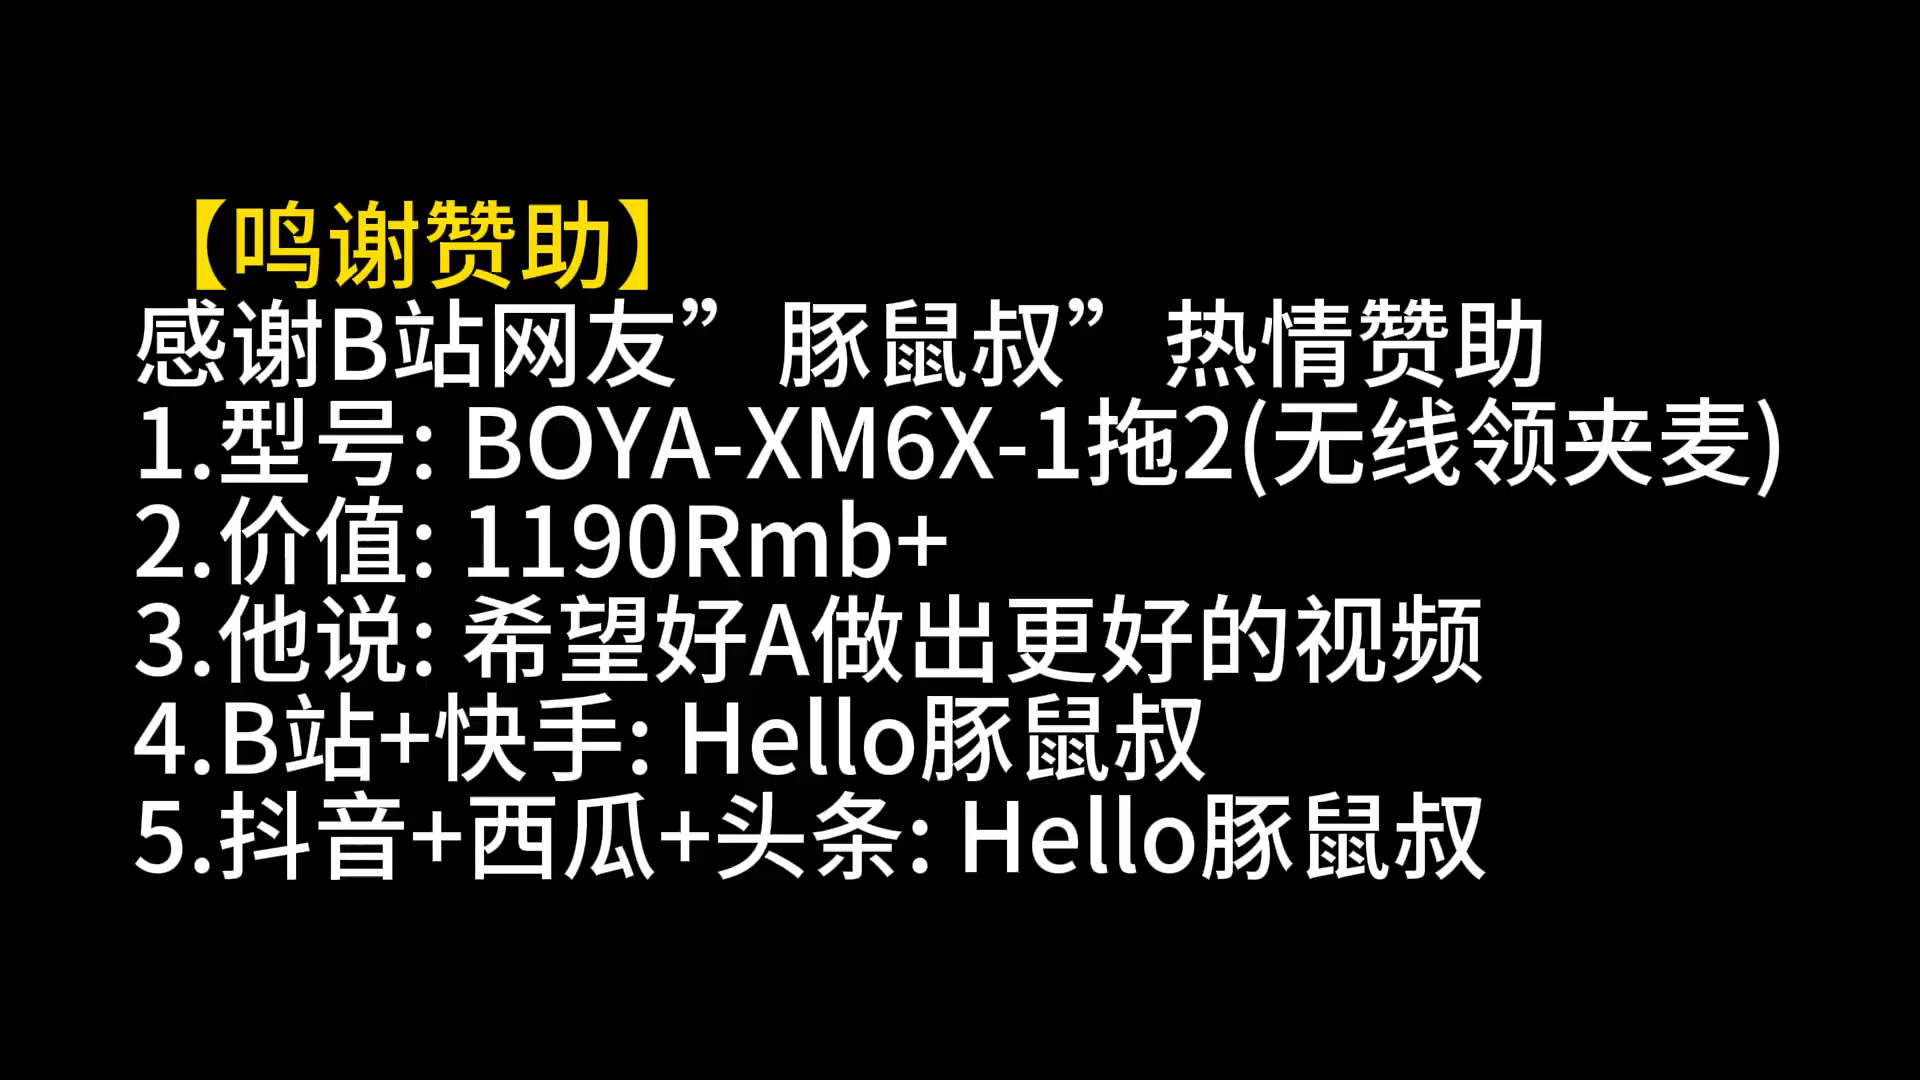 【鸣谢赞助】
感谢B站网友”豚鼠叔”热情赞助
1.型号: BOYA-XM6X-1拖2(无线领夹麦)
2.价值: 1190Rmb+
3.他说: 希望好A做出更好的视频
4.B站+快手: Hello豚鼠叔
5.抖音+西瓜+头条: Hello豚鼠叔